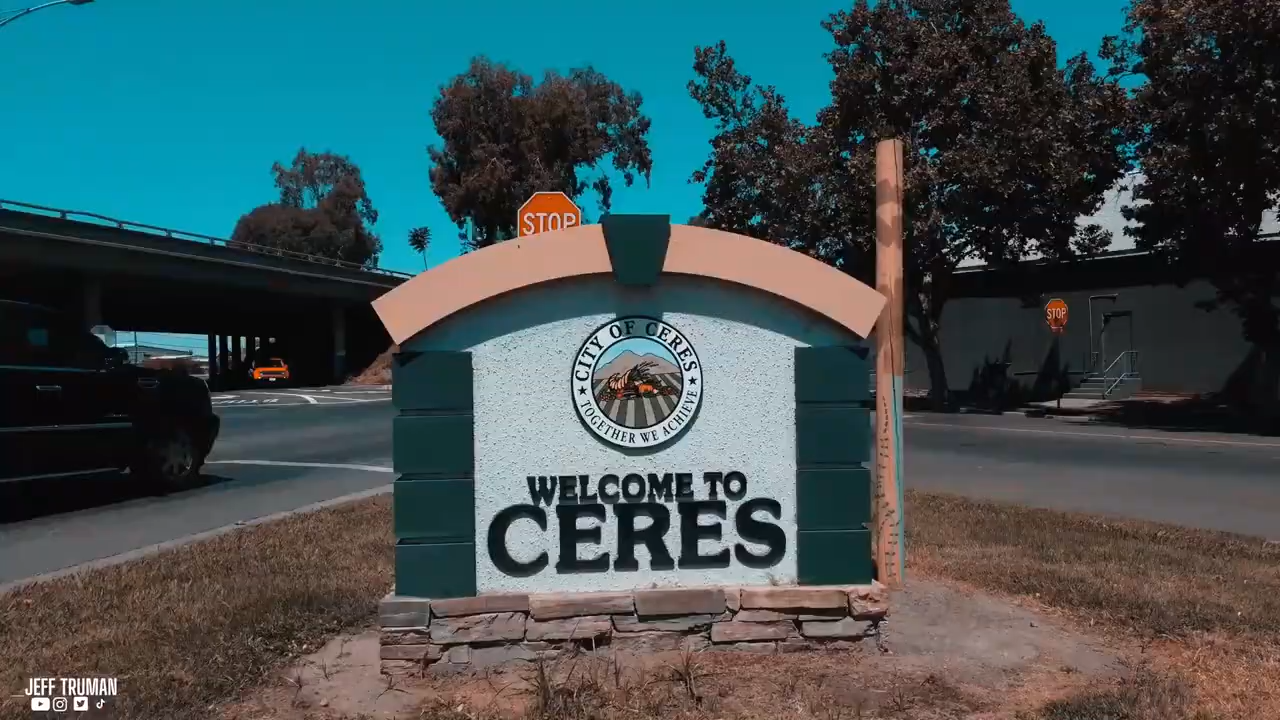 STOP
STOP
CITY OF CERES
TOGETHER WE ACHIEVE
WELCOME TO
CERES
JEFF TRUMAN